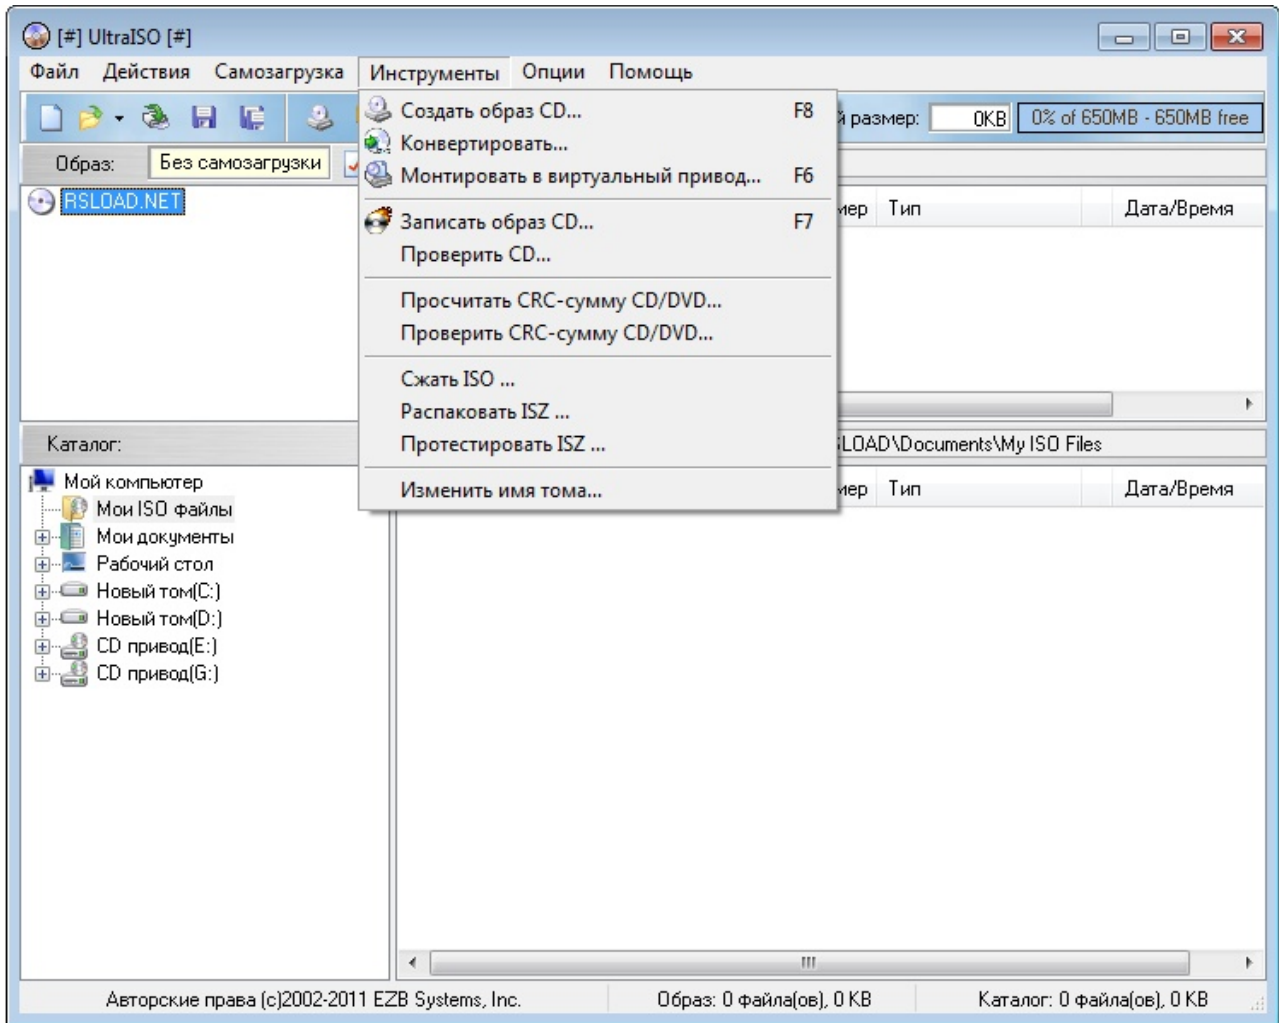 [#] UltraISO [#]
Файл Действия Самозагрузка Инструменты Опции Помощь
размер: 0KB 0% of 650MB - 650MB free
Образ: Без самозагрузки
RSLOAD.NET
Тип Дата/Время
Создать образ CD... F8
Конвертировать...
Монтировать в виртуальный привод... F6
Записать образ CD... F7
Проверить CD...
Просчитать CRC-сумму CD/DVD...
Проверить CRC-сумму CD/DVD...
Сжать ISO ...
Распаковать ISZ ...
Протестировать ISZ ...
Изменить имя тома...
Каталог: SLOAD\Documents\My ISO Files
Тип Дата/Время
Мой компьютер
Мои ISO файлы
Мои документы
Рабочий стол
Новый том(C:)
Новый том(D:)
CD привод(E:)
CD привод(G:)
Авторские права (c)2002-2011 EZB Systems, Inc. Образ: 0 файла(ов), 0 KB Каталог: 0 файла(ов), 0 KB